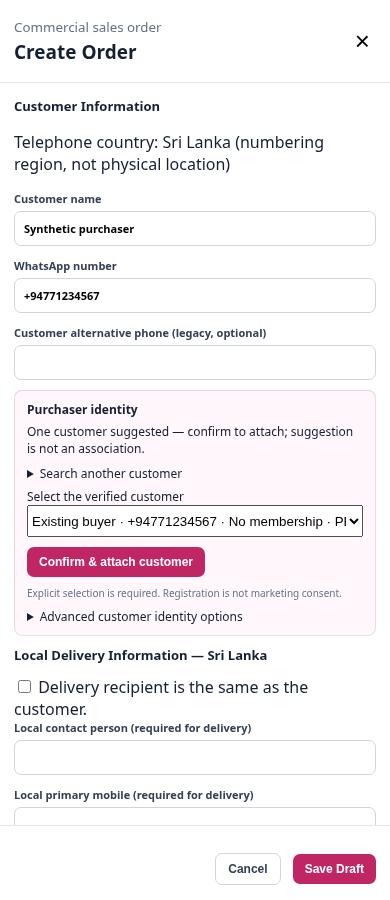 Commercial sales order
Create Order
✕
Customer Information
Telephone country: Sri Lanka (numbering
region, not physical location)
Customer name
Synthetic purchaser
WhatsApp number
+94771234567
Customer alternative phone (legacy, optional)
Purchaser identity
One customer suggested — confirm to attach; suggestion
is not an association.
▶ Search another customer
Select the verified customer
Existing buyer · +94771234567 · No membership ·
Confirm & attach customer
Explicit selection is required. Registration is not marketing consent.
▶ Advanced customer identity options
Local Delivery Information — Sri Lanka
Delivery recipient is the same as the
customer.
Local contact person (required for delivery)
Local primary mobile (required for delivery)
Cancel
Save Draft